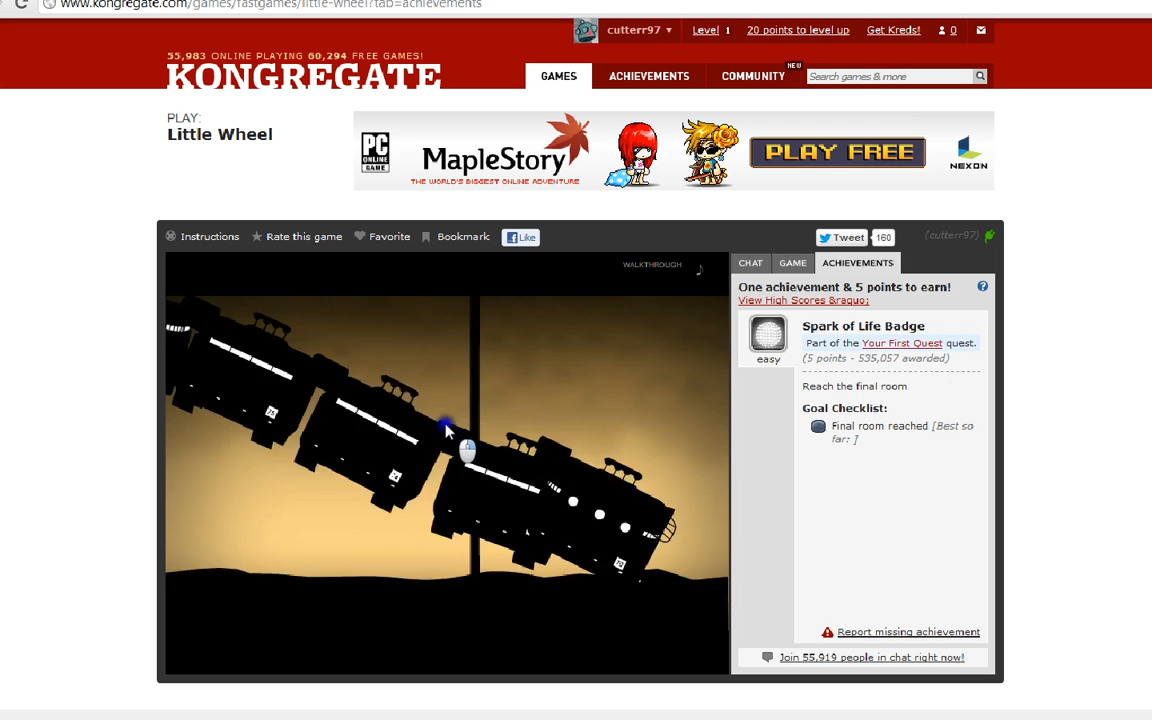 www.kongregate.com/games/fastgames/little-wheel?tab=achievements
cutterr97 Level 1 20 points to level up Get Kreds! 0
55,983 ONLINE PLAYING 60,294 FREE GAMES!
KONGREGATE
GAMES ACHIEVEMENTS COMMUNITY NEW Search games & more
PLAY:
Little Wheel
PC ONLINE GAME
MapleStory
THE WORLD'S BIGGEST ONLINE ADVENTURE
PLAY FREE
NEXON
Instructions Rate this game Favorite Bookmark Like Tweet 160 (cutterr97)
WALKTHROUGH
CHAT GAME ACHIEVEMENTS
One achievement & 5 points to earn!
View High Scores &raquo;
Spark of Life Badge
Part of the Your First Quest quest.
easy
(5 points - 535,057 awarded)
Reach the final room
Goal Checklist:
Final room reached [Best so
far: ]
Report missing achievement
Join 55,919 people in chat right now!